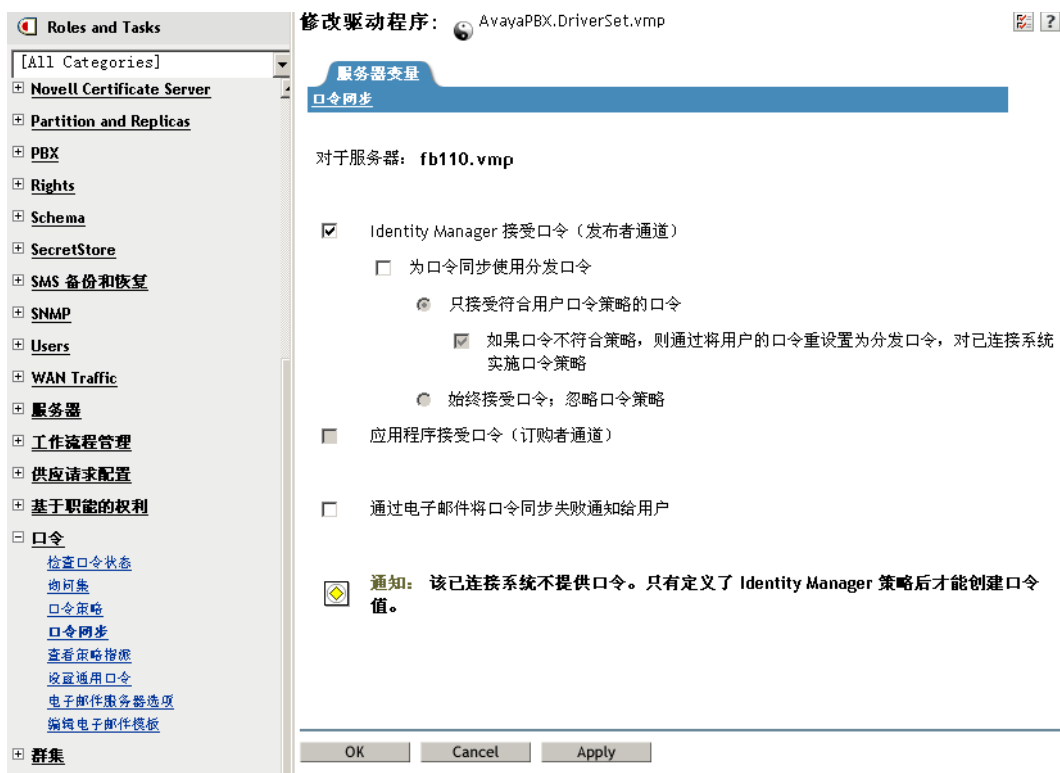 Roles and Tasks
[All Categories]
Novell Certificate Server
Partition and Replicas
PBX
Rights
Schema
SecretStore
SMS 备份和恢复
SNMP
Users
WAN Traffic
服务器
工作流程管理
供应请求配置
基于职能的权利
口令
检查口令状态
询问集
口令策略
口令同步
查看策略指派
设置通用口令
电子邮件服务器选项
编辑电子邮件模板
群集
修改驱动程序： AvayaPBX.DriverSet.vmp
?
服务器变量
口令同步
对于服务器： fb110.vmp
Identity Manager 接受口令（发布者通道）
为口令同步使用分发口令
只接受符合用户口令策略的口令
如果口令不符合策略，则通过将用户的口令重设置为分发口令，对已连接系统
实施口令策略
始终接受口令；忽略口令策略
应用程序接受口令（订购者通道）
通过电子邮件将口令同步失败通知给用户
通知： 该已连接系统不提供口令。只有定义了 Identity Manager 策略后才能创建口令
值。
OK Cancel Apply